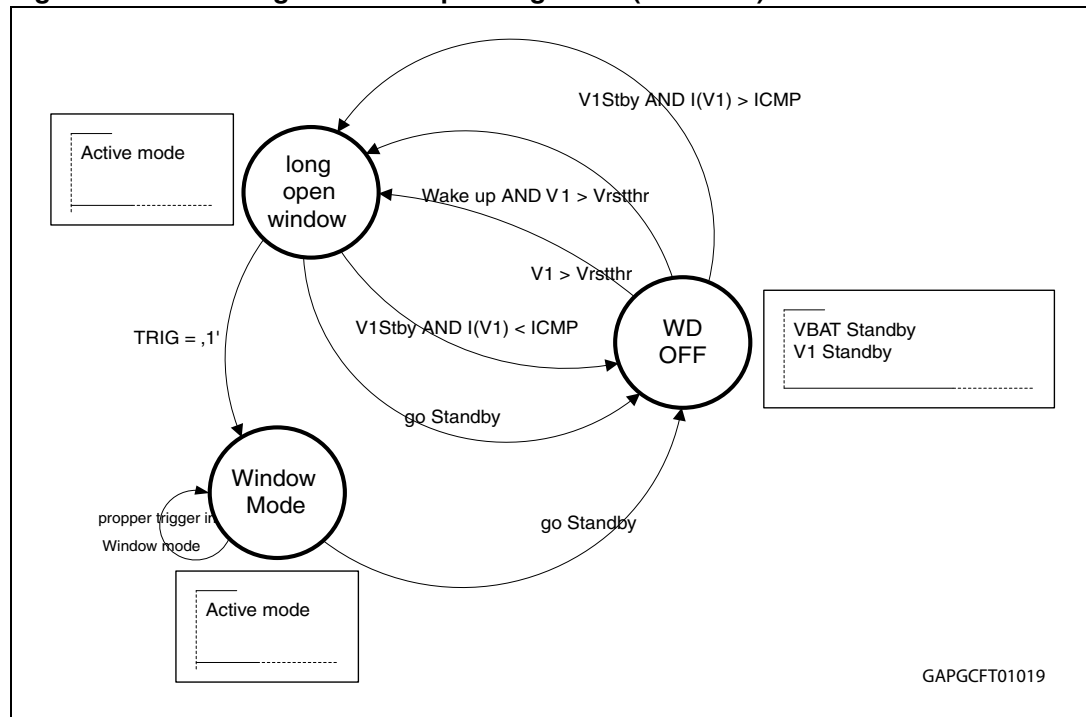 V1Stby AND I(V1) > ICMP
Active mode
long
open
window
Wake up AND V1 > Vrstthr
V1 > Vrstthr
TRIG = ‚1'
V1Stby AND I(V1) < ICMP
WD
OFF
VBAT Standby
V1 Standby
go Standby
Window
Mode
propper trigger in
Window mode
go Standby
Active mode
GAPGCFT01019